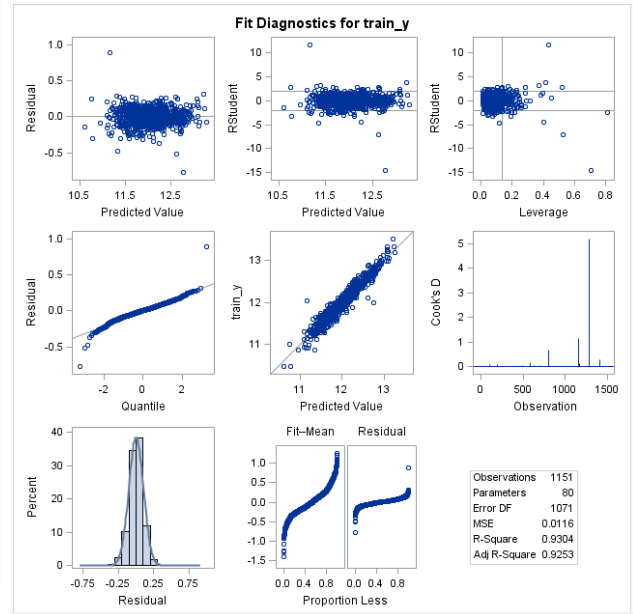 Fit Diagnostics for train_y
1.0
0.5
0.0
-0.5
Residual
10.5 11.5 12.5
Predicted Value
10
5
0
-5
-10
-15
RStudent
10.5 11.5 12.5
Predicted Value
10
5
0
-5
-10
-15
RStudent
0.0 0.2 0.4 0.6 0.8
Leverage
1.0
0.5
0.0
-0.5
Residual
-2 0 2
Quantile
13
12
11
train_y
11 12 13
Predicted Value
5
4
3
2
1
0
Cook's D
0 500 1000 1500
Observation
40
30
20
10
0
Percent
-0.75 -0.25 0.25 0.75
Residual
Fit–Mean Residual
1.0
0.5
0.0
-0.5
-1.0
-1.5
0.0 0.4 0.8 0.0 0.4 0.8
Proportion Less
Observations 1151
Parameters 80
Error DF 1071
MSE 0.0116
R-Square 0.9304
Adj R-Square 0.9253